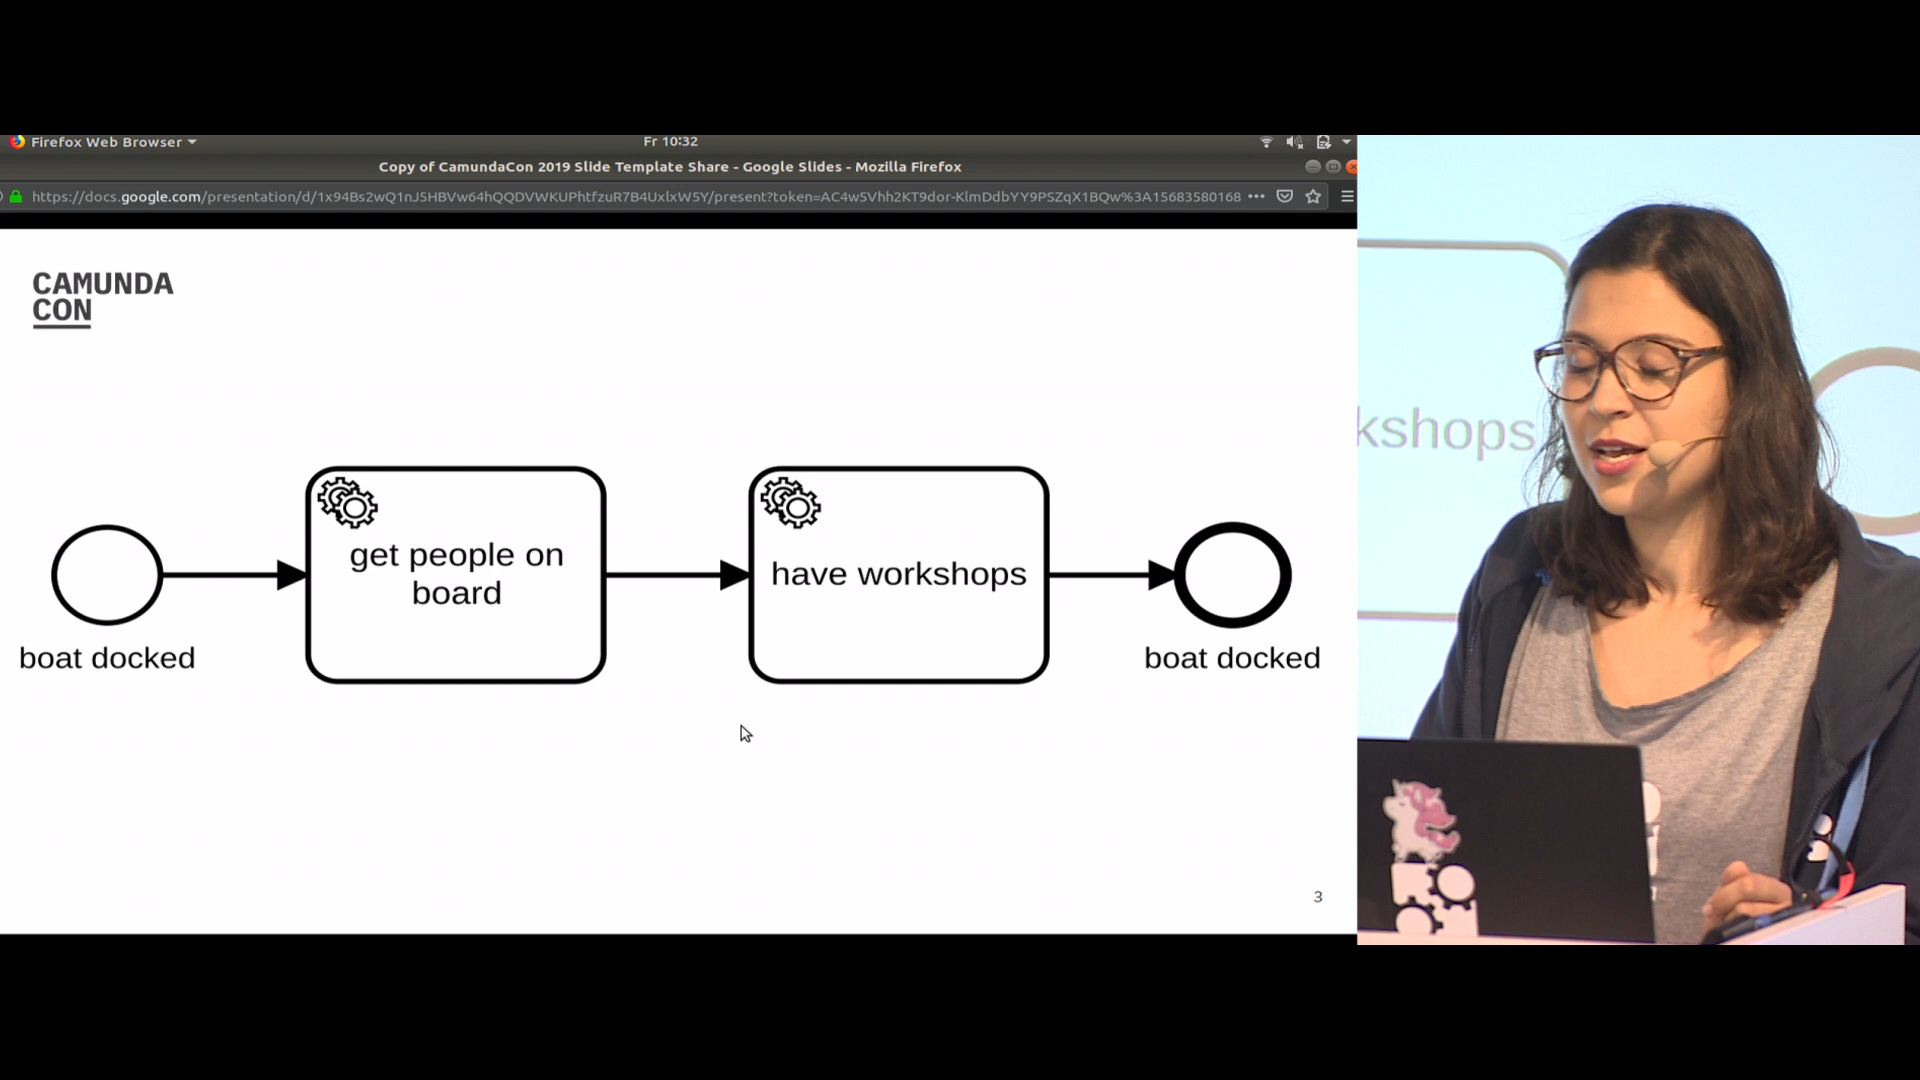 Firefox Web Browser
Fr 10:32
Copy of CamundaCon 2019 Slide Template Share - Google Slides - Mozilla Firefox
https://docs.google.com/presentation/d/1x94Bs2wQ1nJ5HBVw64hQQDVWKUPhtfzuR7B4UxlxW5Y/present?token=AC4w5Vhh2KT9dor-KlmDdbYY9PSZqX1BQw%3A15683580168
CAMUNDA
CON
get people on
board
have workshops
boat docked
boat docked
3
kshops